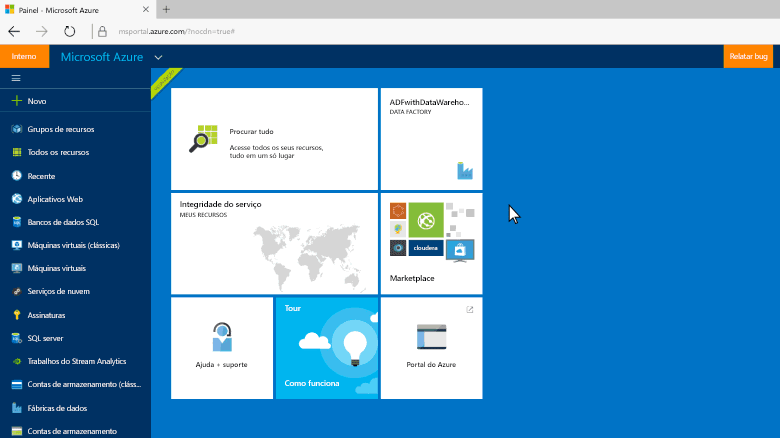 Painel - Microsoft Azure
msportal.azure.com/?nocdn=true#
Interno
Microsoft Azure
Relatar bug
Novo
Grupos de recursos
Todos os recursos
Recente
Aplicativos Web
Bancos de dados SQL
Máquinas virtuais (clássicas)
Máquinas virtuais
Serviços de nuvem
Assinaturas
SQL server
Trabalhos do Stream Analytics
Contas de armazenamento (cláss...
Fábricas de dados
Contas de armazenamento
Procurar tudo
Acesse todos os seus recursos,
tudo em um só lugar
ADFwithDataWareho...
DATA FACTORY
Integridade do serviço
MEUS RECURSOS
cloudera
Marketplace
Ajuda + suporte
Tour
Como funciona
Portal do Azure